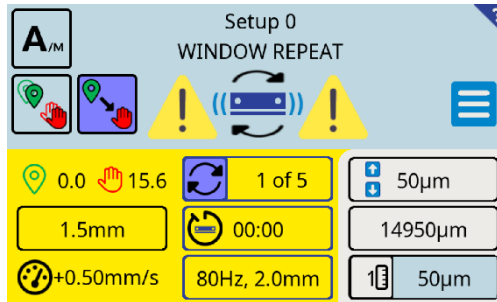 A/M
Setup 0
WINDOW REPEAT
0.0 15.6 1 of 5 50µm
1.5mm 00:00 14950µm
+0.50mm/s 80Hz, 2.0mm 1 50µm